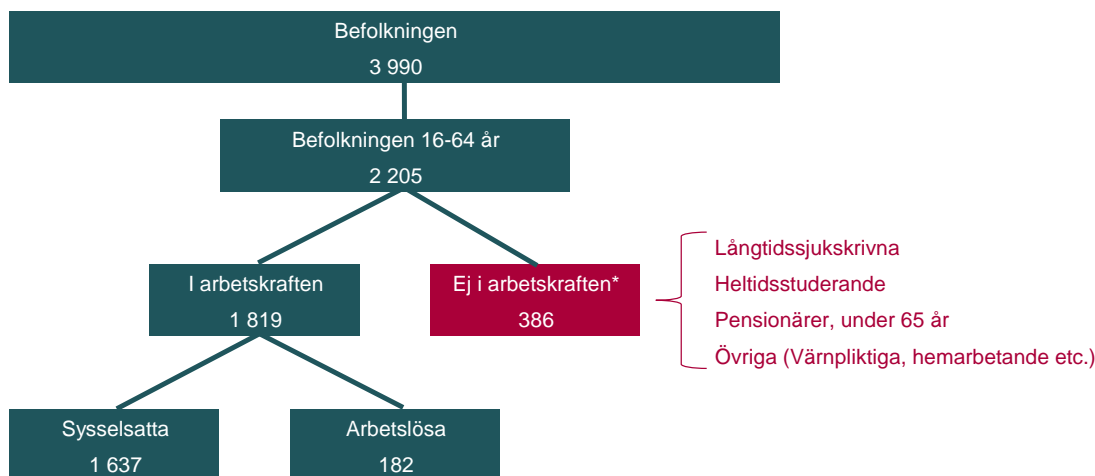 Befolkningen
3 990
Befolkningen 16-64 år
2 205
I arbetskraften
1 819
Ej i arbetskraften*
386
Långtidssjukskrivna
Heltidsstuderande
Pensionärer, under 65 år
Övriga (Värnpliktiga, hemarbetande etc.)
Sysselsatta
1 637
Arbetslösa
182